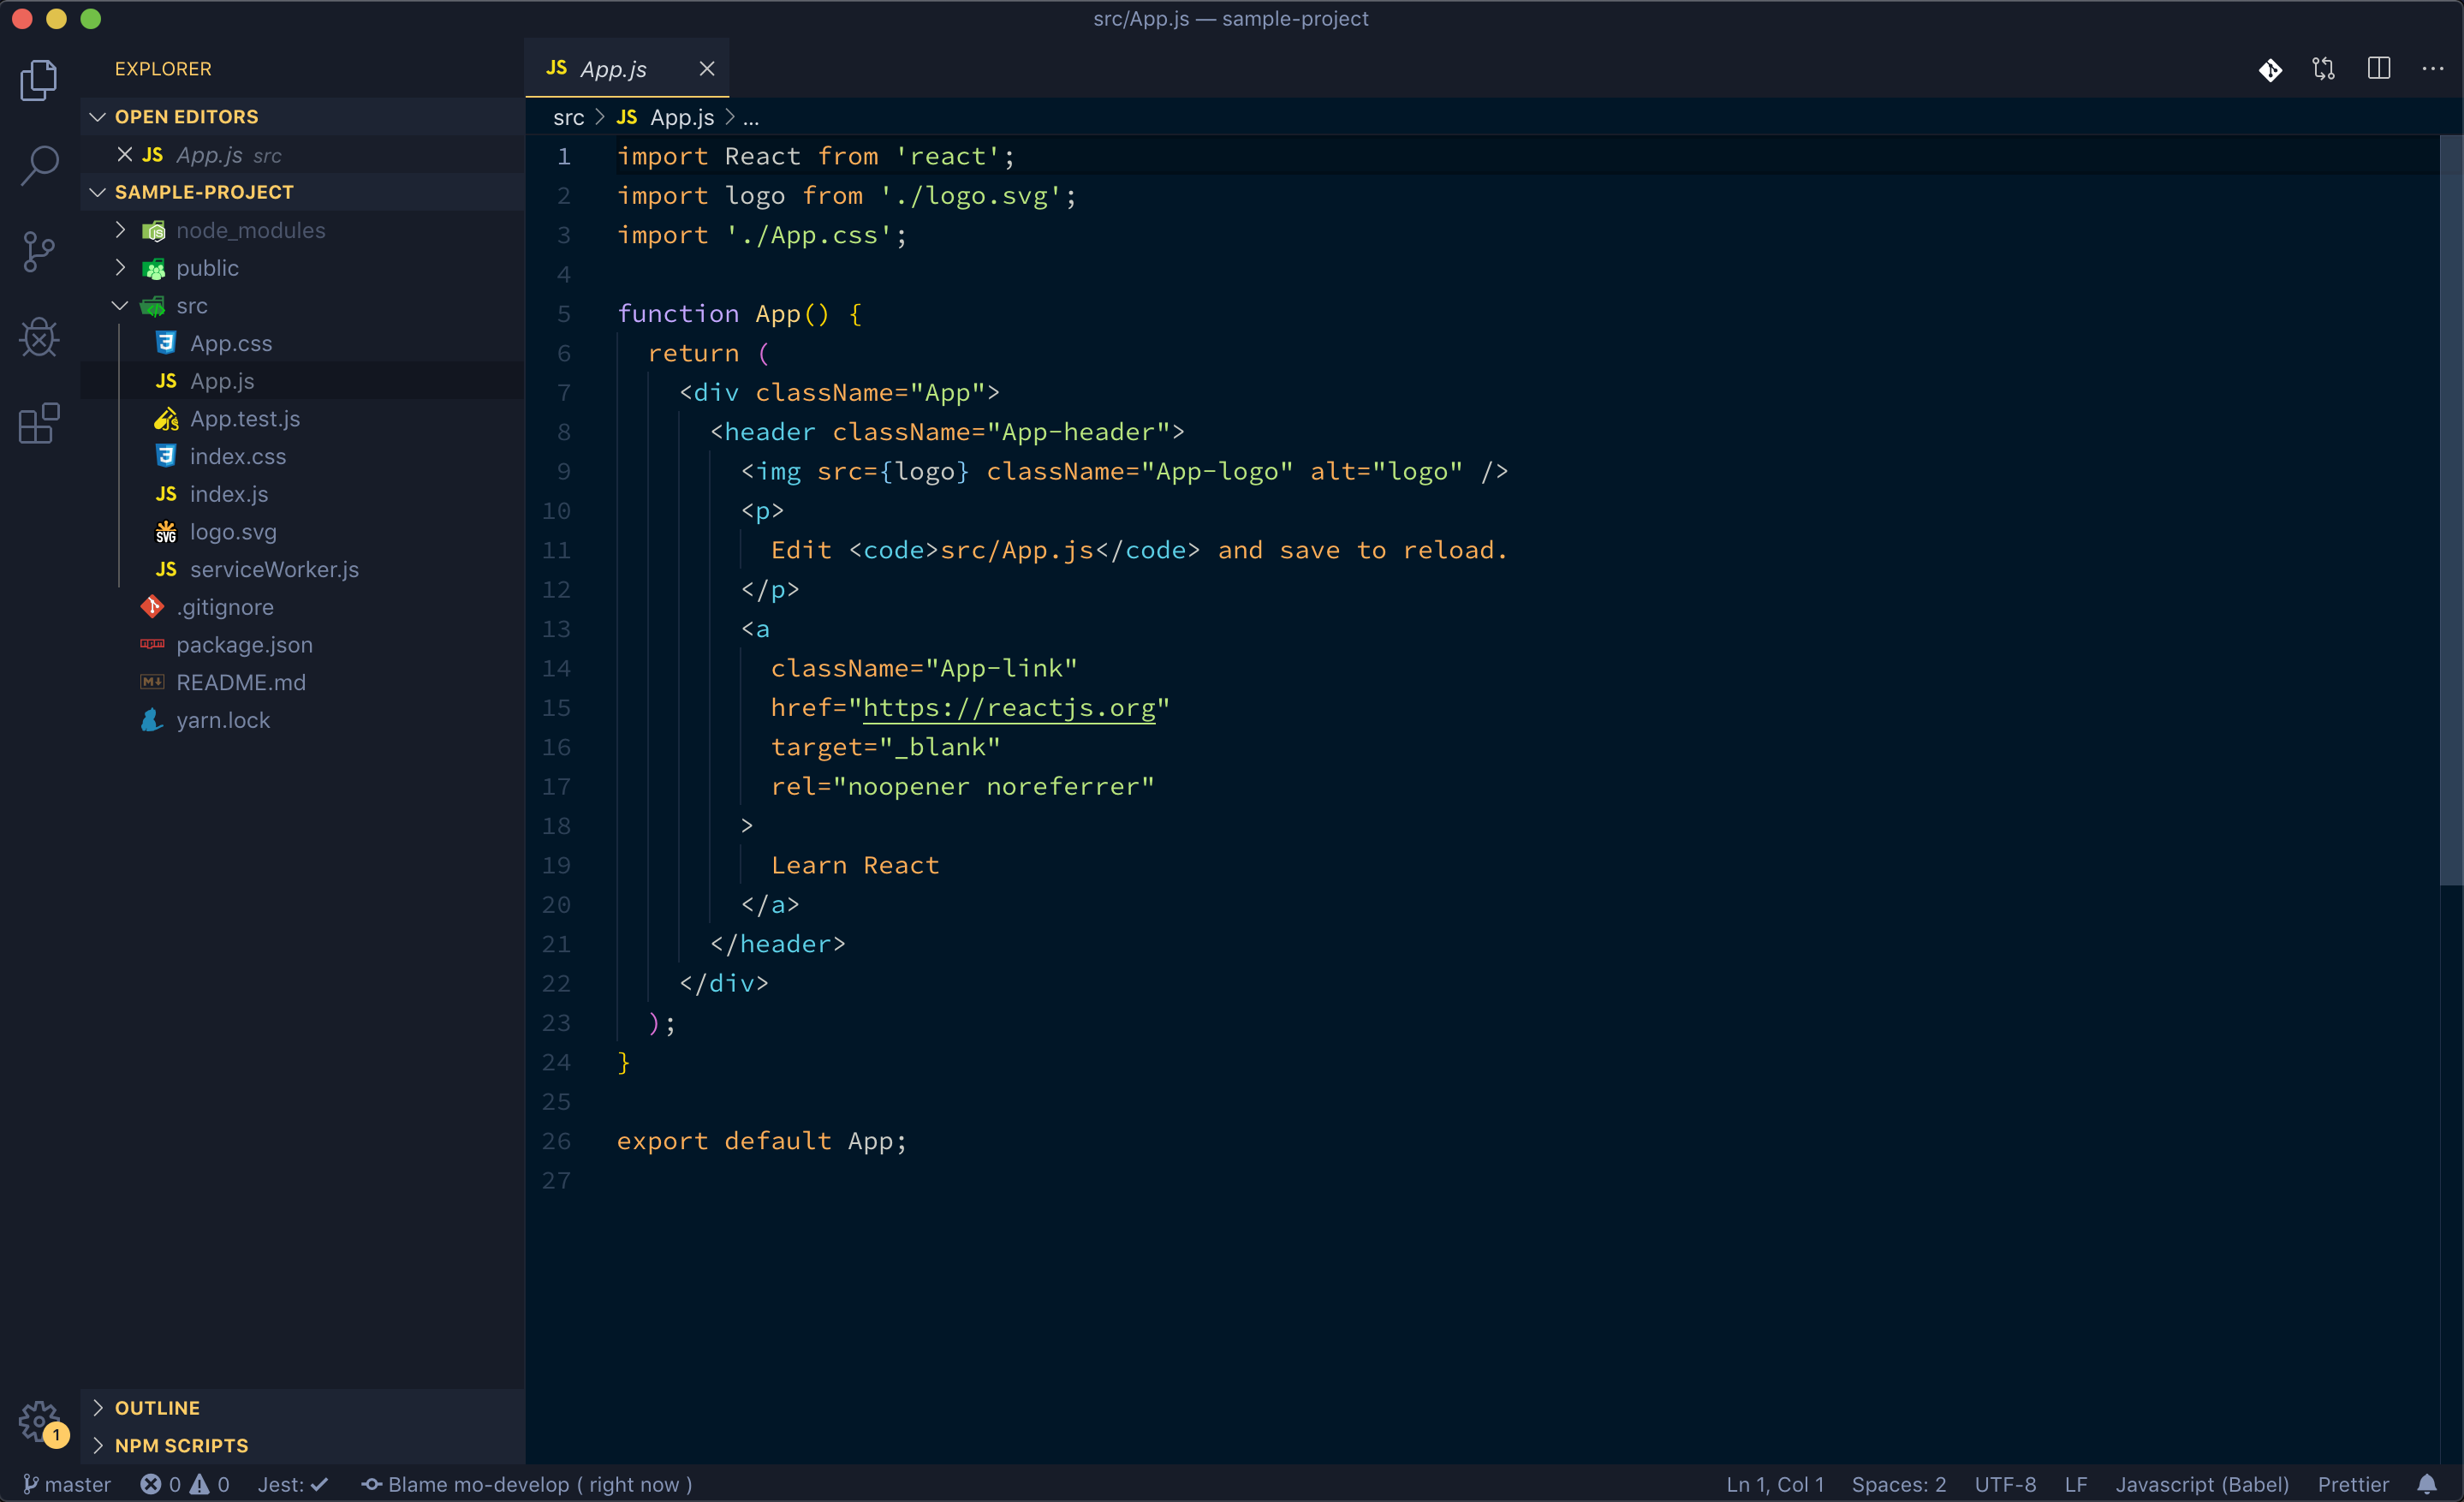 src/App.js — sample-project
EXPLORER
OPEN EDITORS
JS App.js src
SAMPLE-PROJECT
node_modules
public
src
App.css
JS App.js
App.test.js
index.css
JS index.js
SVG logo.svg
JS serviceWorker.js
.gitignore
package.json
README.md
yarn.lock
OUTLINE
NPM SCRIPTS
1
JS App.js
src > JS App.js > ...
1 import React from 'react';
2 import logo from './logo.svg';
3 import './App.css';
4
5 function App() {
6 return (
7 <div className="App">
8 <header className="App-header">
9 <img src={logo} className="App-logo" alt="logo" />
10 <p>
11 Edit <code>src/App.js</code> and save to reload.
12 </p>
13 <a
14 className="App-link"
15 href="https://reactjs.org"
16 target="_blank"
17 rel="noopener noreferrer"
18 >
19 Learn React
20 </a>
21 </header>
22 </div>
23 );
24 }
25
26 export default App;
27
master 0 0 Jest: ✓ Blame mo-develop ( right now ) Ln 1, Col 1 Spaces: 2 UTF-8 LF Javascript (Babel) Prettier